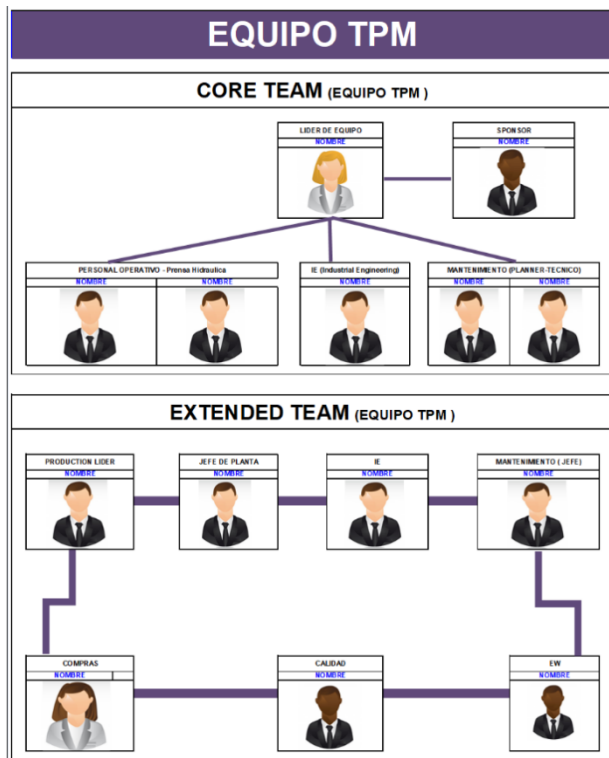 EQUIPO TPM
CORE TEAM (EQUIPO TPM )
LIDER DE EQUIPO
NOMBRE
SPONSOR
NOMBRE
PERSONAL OPERATIVO - Prensa Hidraulica
NOMBRE NOMBRE
IE (Industrial Engineering)
NOMBRE
MANTENIMIENTO (PLANNER-TECNICO)
NOMBRE NOMBRE
EXTENDED TEAM (EQUIPO TPM )
PRODUCTION LIDER
NOMBRE
JEFE DE PLANTA
NOMBRE
IE
NOMBRE
MANTENIMIENTO ( JEFE)
NOMBRE
COMPRAS
NOMBRE
CALIDAD
NOMBRE
EW
NOMBRE